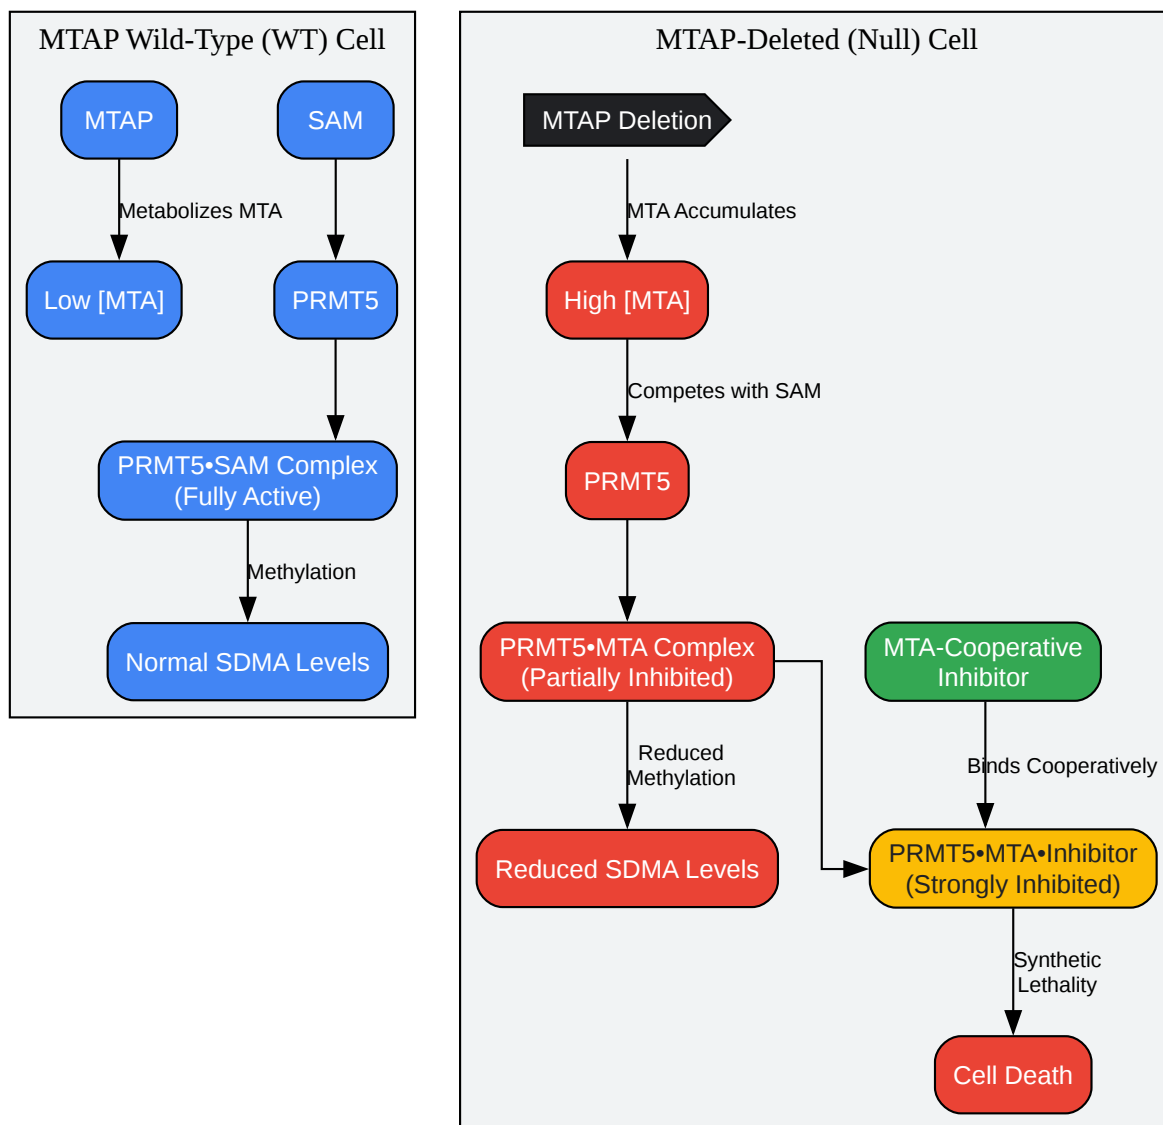 MTAP Wild-Type (WT) Cell
MTAP
SAM
Metabolizes MTA
Low [MTA]
PRMT5
PRMT5•SAM Complex
(Fully Active)
Methylation
Normal SDMA Levels
MTAP-Deleted (Null) Cell
MTAP Deletion
MTA Accumulates
High [MTA]
Competes with SAM
PRMT5
PRMT5•MTA Complex
(Partially Inhibited)
MTA-Cooperative
Inhibitor
Reduced
Methylation
Binds Cooperatively
Reduced SDMA Levels
PRMT5•MTA•Inhibitor
(Strongly Inhibited)
Synthetic
Lethality
Cell Death